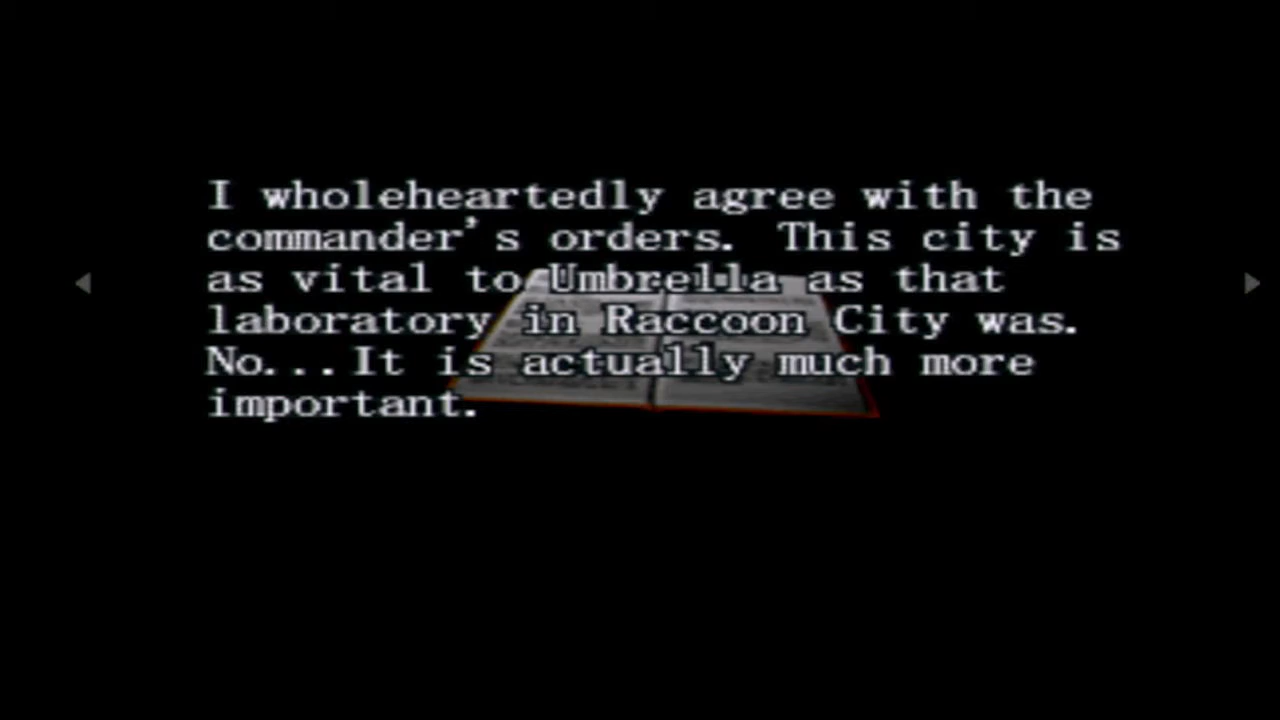 I wholeheartedly agree with the
commander's orders. This city is
as vital to Umbrella as that
laboratory in Raccoon City was.
No...It is actually much more
important.